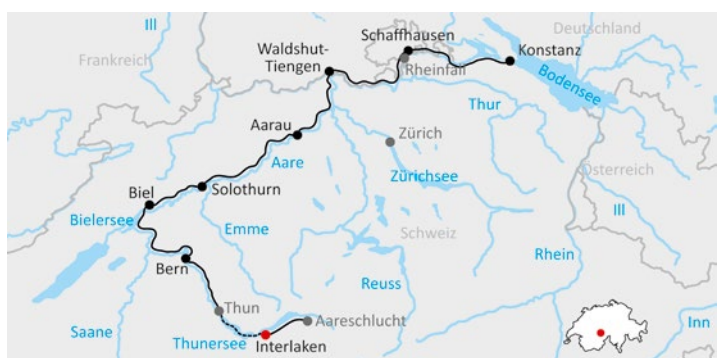 Ill
Deutschland
Schaffhausen
Waldshut-
Tiengen
Konstanz
Frankreich
Rheinfall
Bodensee
Thur
Aarau
Zürich
Aare
Zürichsee
Österreich
Solothurn
Biel
Ill
Bielersee
Emme
Schweiz
Rhein
Bern
Reuss
Thun
Aareschlucht
Saane
Thunersee
Interlaken
Inn